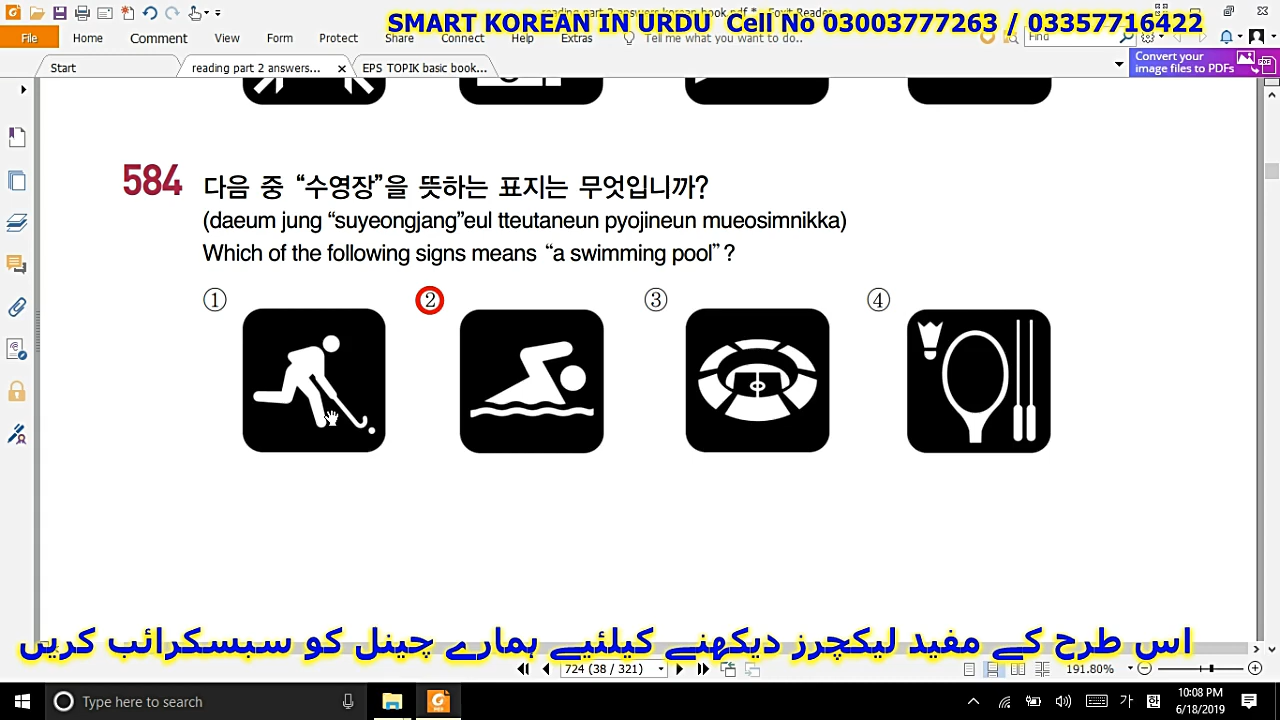 SMART KOREAN IN URDU Cell No 03003777263 / 03357716422
File Home Comment View Form Protect Share Connect Help Extras Tell me what you want to do.. Find
Start reading part 2 answers... × EPS TOPIK basic book...
Convert your
image files to PDFs
584 다음 중 “수영장”을 뜻하는 표지는 무엇입니까?
(daeum jung “suyeongjang”eul tteutaneun pyojineun mueosimnikka)
Which of the following signs means “a swimming pool” ?
① ② ③ ④
اس طرح کے مفید لیکچرز دیکھنے کیلئیے ہمارے چینل کو سبسکرائب کریں
724 (38 / 321) 191.80%
Type here to search 가 한 10:08 PM
6/18/2019